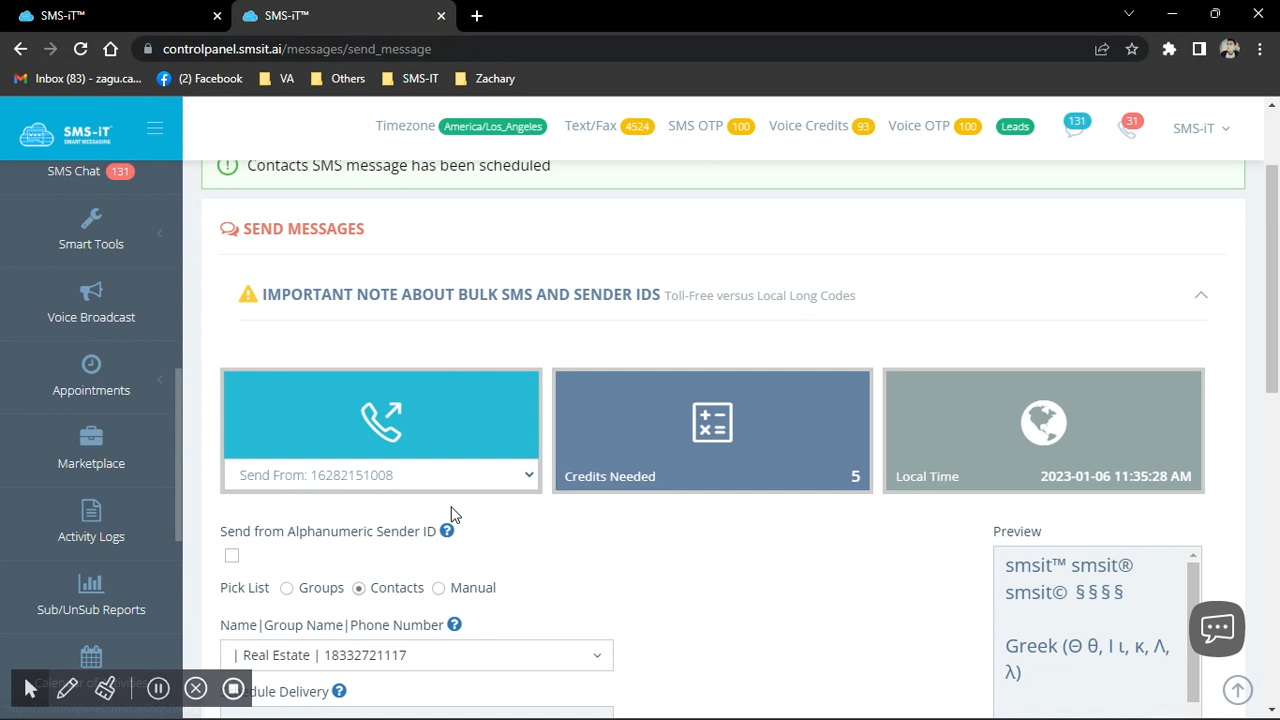 SMS-iT™
SMS-iT™
controlpanel.smsit.ai/messages/send_message
Inbox (83) - zagu.ca...
(2) Facebook
VA
Others
SMS-IT
Zachary
SMS-iT
SMART MESSAGING
Timezone America/Los_Angeles Text/Fax 4524 SMS OTP 100 Voice Credits 93 Voice OTP 100 Leads 131 31 SMS-iT
SMS Chat 131
Smart Tools
Voice Broadcast
Appointments
Marketplace
Activity Logs
Sub/UnSub Reports
Contacts SMS message has been scheduled
SEND MESSAGES
IMPORTANT NOTE ABOUT BULK SMS AND SENDER IDS Toll-Free versus Local Long Codes
Send From: 16282151008
Credits Needed 5
Local Time 2023-01-06 11:35:28 AM
Send from Alphanumeric Sender ID
Pick List Groups Contacts Manual
Name|Group Name|Phone Number
| Real Estate | 18332721117
dule Delivery
Preview
smsit™ smsit®
smsit© §§§§
Greek (Θ θ, Ι ι, κ, Λ,
λ)